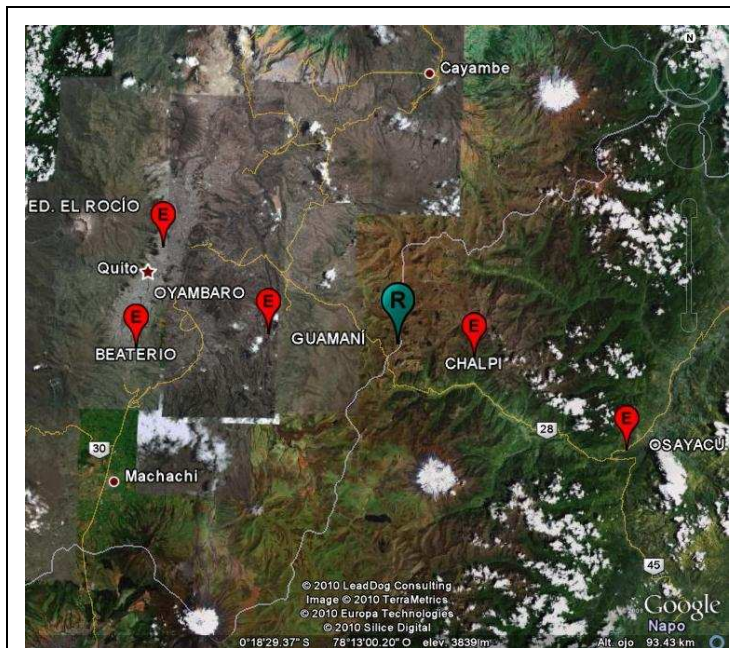 N
Cayambe
ED. EL ROCÍO
E
Quito
OYAMBARO
E
E
BEATERIO
GUAMANÍ
R
E
CHALPI
E
OSAYACU
28
30
Machachi
45
© 2010 LeadDog Consulting
Image © 2010 TerraMetrics
© 2010 Europa Technologies
© 2010 Silice Digital
Google
Napo
0°18'29.37" S 78°13'00.20" O elev. 3839 m Alt. ojo 93.43 km